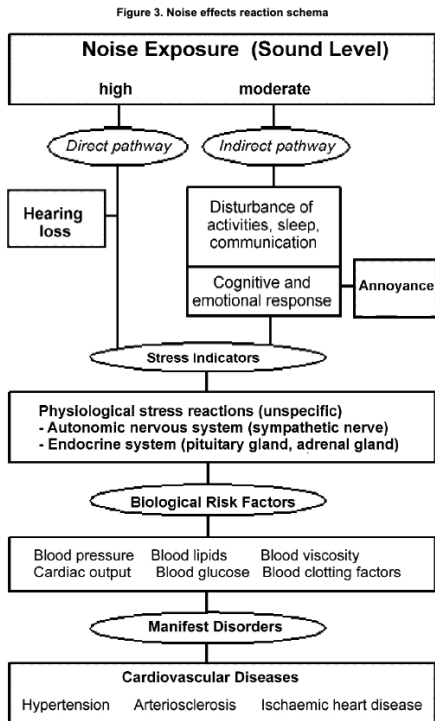 Figure 3. Noise effects reaction schema
Noise Exposure (Sound Level)
high moderate
Direct pathway Indirect pathway
Hearing
loss
Disturbance of
activities, sleep,
communication
Cognitive and
emotional response
Annoyance
Stress Indicators
Physiological stress reactions (unspecific)
- Autonomic nervous system (sympathetic nerve)
- Endocrine system (pituitary gland, adrenal gland)
Biological Risk Factors
Blood pressure Blood lipids Blood viscosity
Cardiac output Blood glucose Blood clotting factors
Manifest Disorders
Cardiovascular Diseases
Hypertension Arteriosclerosis Ischaemic heart disease